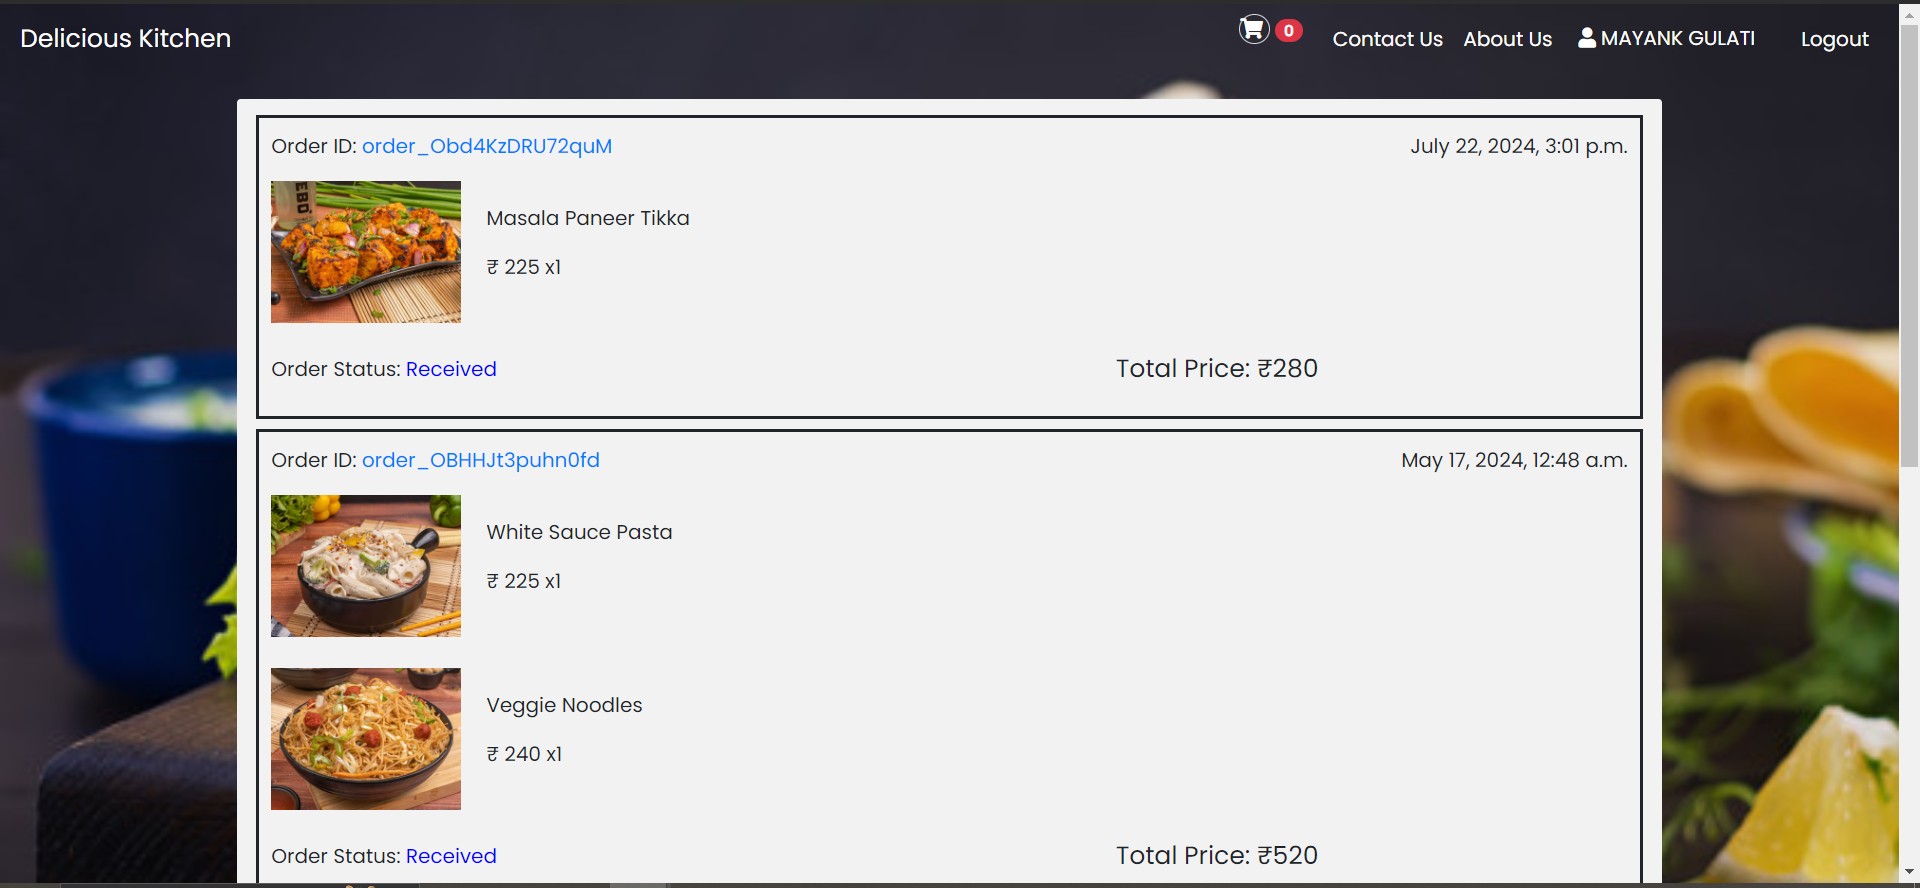 Delicious Kitchen
0
Contact Us
About Us
MAYANK GULATI
Logout
Order ID: order_Obd4KzDRU72quM
July 22, 2024, 3:01 p.m.
EBO
Masala Paneer Tikka
₹ 225 x1
Order Status: Received
Total Price: ₹280
Order ID: order_OBHHJt3puhn0fd
May 17, 2024, 12:48 a.m.
White Sauce Pasta
₹ 225 x1
Veggie Noodles
₹ 240 x1
Order Status: Received
Total Price: ₹520